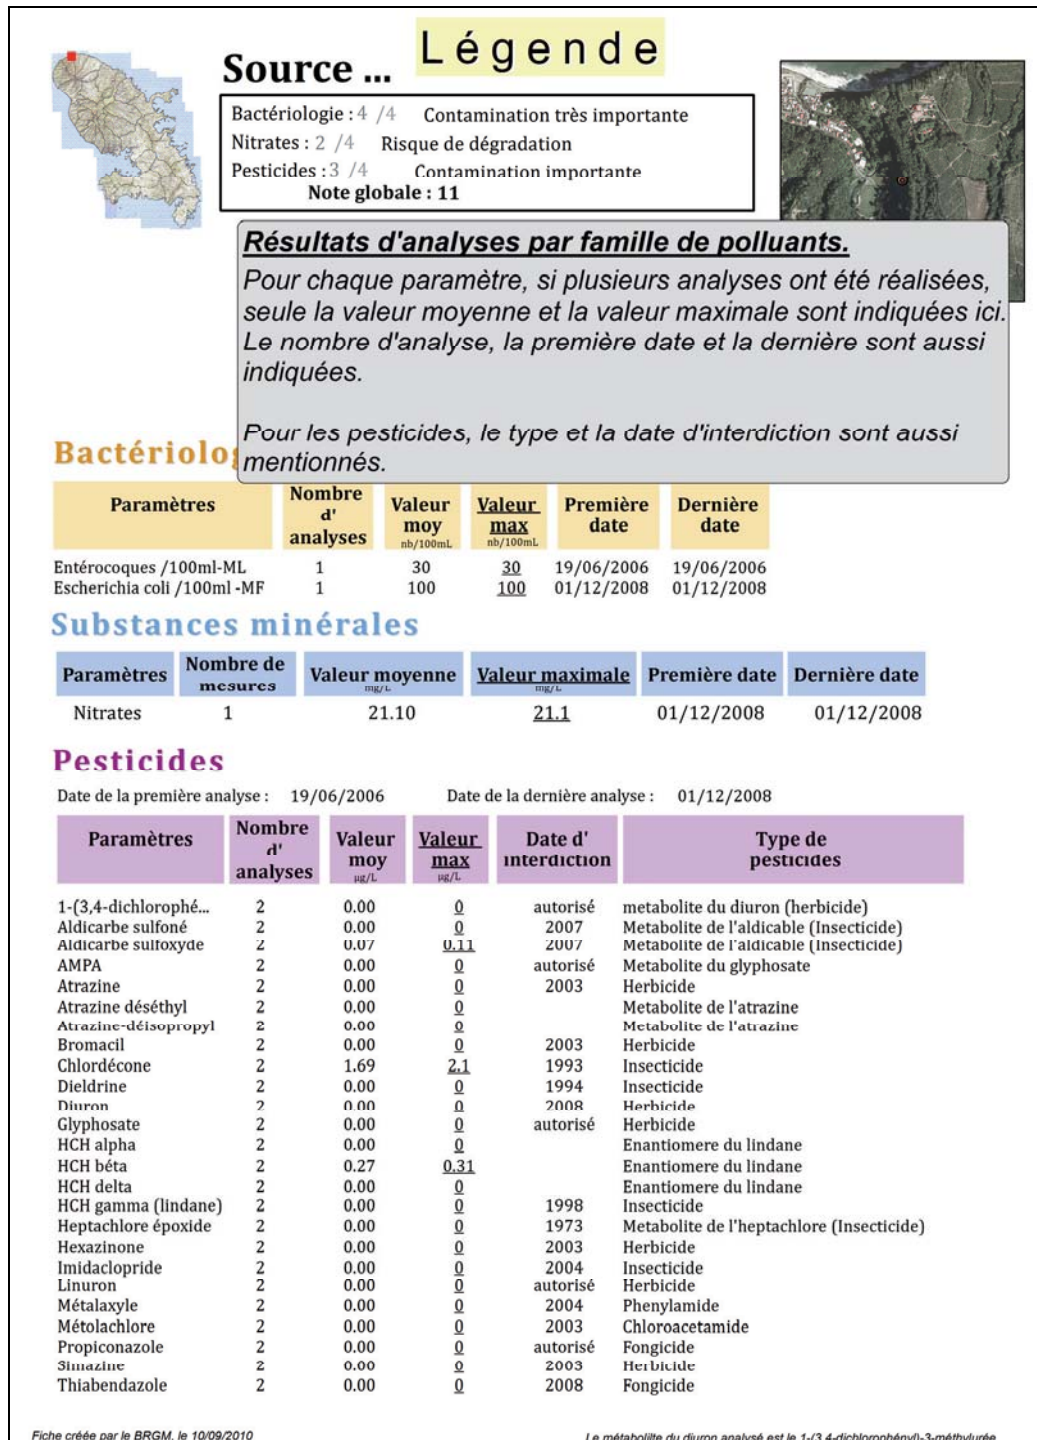 Légende
Source ...
Bactériologie : 4 /4 Contamination très importante
Nitrates : 2 /4 Risque de dégradation
Pesticides : 3 /4 Contamination importante
Note globale : 11
Résultats d'analyses par famille de polluants.
Pour chaque paramètre, si plusieurs analyses ont été réalisées,
seule la valeur moyenne et la valeur maximale sont indiquées ici.
Le nombre d'analyse, la première date et la dernière sont aussi
indiquées.
Pour les pesticides, le type et la date d'interdiction sont aussi
mentionnés.
Bactériolog
Paramètres Nombre d' analyses Valeur moy nb/100mL Valeur max nb/100mL Première date Dernière date
Entérocoques /100ml-ML 1 30 30 19/06/2006 19/06/2006
Escherichia coli /100ml -MF 1 100 100 01/12/2008 01/12/2008
Substances minérales
Paramètres Nombre de mesures Valeur moyenne mg/L Valeur maximale mg/L Première date Dernière date
Nitrates 1 21.10 21.1 01/12/2008 01/12/2008
Pesticides
Date de la première analyse : 19/06/2006 Date de la dernière analyse : 01/12/2008
Paramètres Nombre d' analyses Valeur moy µg/L Valeur max µg/L Date d' interdiction Type de pesticides
1-(3,4-dichlorophé... 2 0.00 0 autorisé metabolite du diuron (herbicide)
Aldicarbe sulfoné 2 0.00 0 2007 Metabolite de l'aldicable (Insecticide)
Aldicarbe sulfoxyde 2 0.07 0.11 2007 Metabolite de l'aldicable (Insecticide)
AMPA 2 0.00 0 autorisé Metabolite du glyphosate
Atrazine 2 0.00 0 2003 Herbicide
Atrazine déséthyl 2 0.00 0 Metabolite de l'atrazine
Atrazine-déisopropyl 2 0.00 0 Metabolite de l'atrazine
Bromacil 2 0.00 0 2003 Herbicide
Chlordécone 2 1.69 2.1 1993 Insecticide
Dieldrine 2 0.00 0 1994 Insecticide
Diuron 2 0.00 0 2008 Herbicide
Glyphosate 2 0.00 0 autorisé Herbicide
HCH alpha 2 0.00 0 Enantiomere du lindane
HCH béta 2 0.27 0.31 Enantiomere du lindane
HCH delta 2 0.00 0 Enantiomere du lindane
HCH gamma (lindane) 2 0.00 0 1998 Insecticide
Heptachlore époxide 2 0.00 0 1973 Metabolite de l'heptachlore (Insecticide)
Hexazinone 2 0.00 0 2003 Herbicide
Imidaclopride 2 0.00 0 2004 Insecticide
Linuron 2 0.00 0 autorisé Herbicide
Métalaxyle 2 0.00 0 2004 Phenylamide
Métolachlore 2 0.00 0 2003 Chloroacetamide
Propiconazole 2 0.00 0 autorisé Fongicide
Simazine 2 0.00 0 2003 Herbicide
Thiabendazole 2 0.00 0 2008 Fongicide
Fiche créée par le BRGM, le 10/09/2010 Le métabolilte du diuron analysé est le 1-(3,4-dichlorophényl)-3-méthylurée